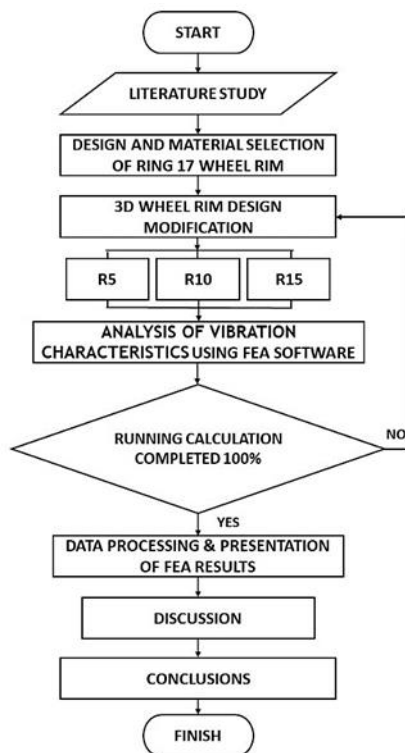 START
LITERATURE STUDY
DESIGN AND MATERIAL SELECTION
OF RING 17 WHEEL RIM
3D WHEEL RIM DESIGN
MODIFICATION
R5 R10 R15
ANALYSIS OF VIBRATION
CHARACTERISTICS USING FEA SOFTWARE
RUNNING CALCULATION
COMPLETED 100%
NO
YES
DATA PROCESSING & PRESENTATION
OF FEA RESULTS
DISCUSSION
CONCLUSIONS
FINISH